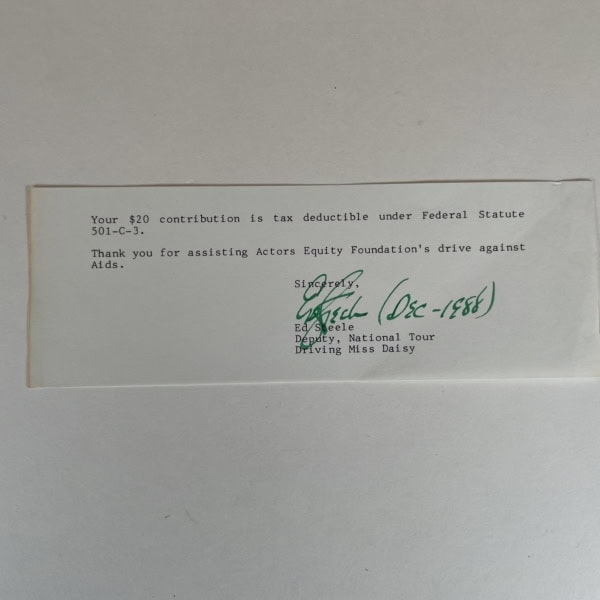 Your $20 contribution is tax deductible under Federal Statute
501-C-3.
Thank you for assisting Actors Equity Foundation's drive against
Aids.
Sincerely,
(Dec-1988)
Ed Steele
Deputy, National Tour
Driving Miss Daisy